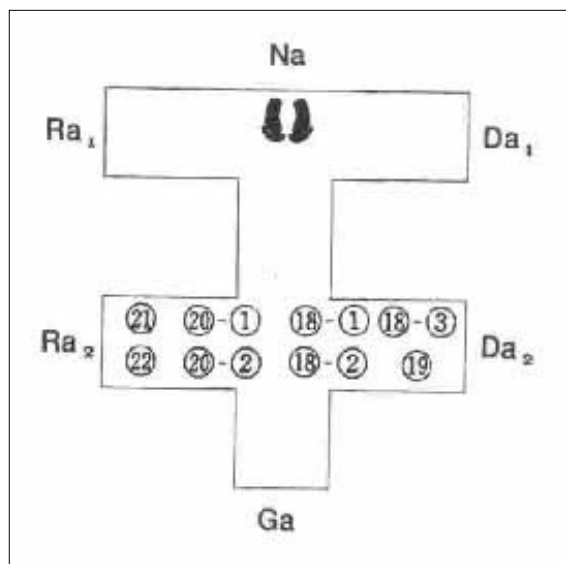 Na
Ra₁ Da₁
㉑ ⑳-① ⑱-① ⑱-③
Ra₂ Da₂
㉒ ⑳-② ⑱-② ⑲
Ga